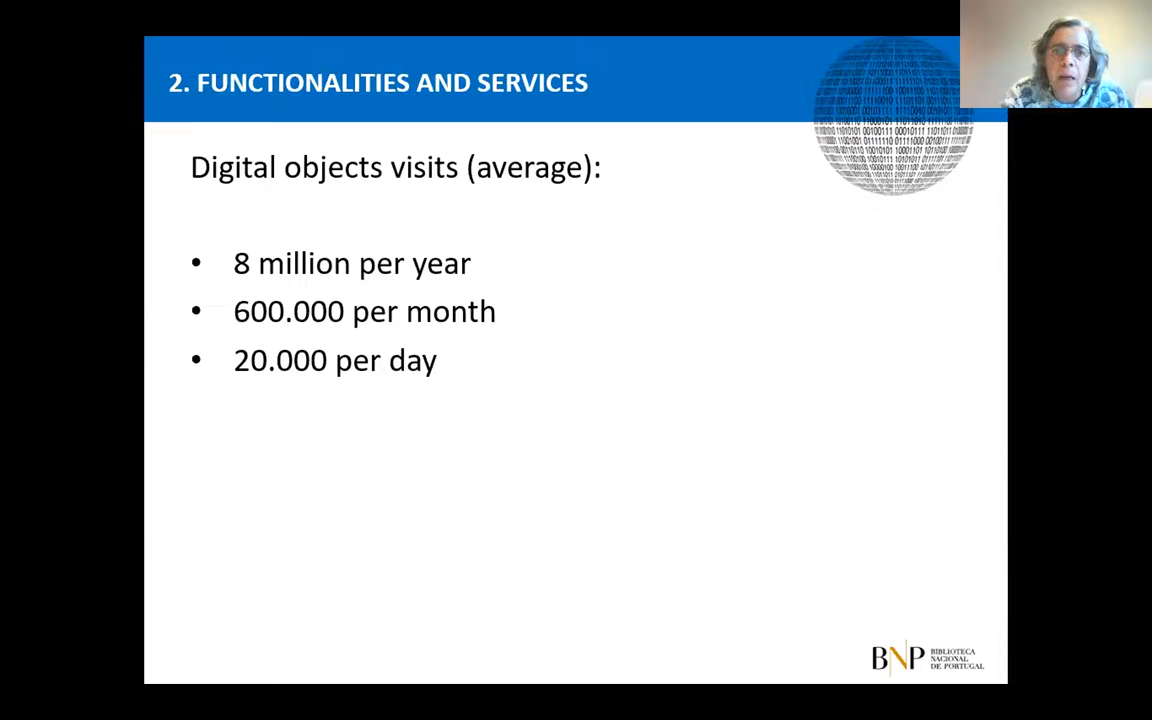 2. FUNCTIONALITIES AND SERVICES
Digital objects visits (average):
• 8 million per year
• 600.000 per month
• 20.000 per day
BNP
BIBLIOTECA
NACIONAL
DE PORTUGAL